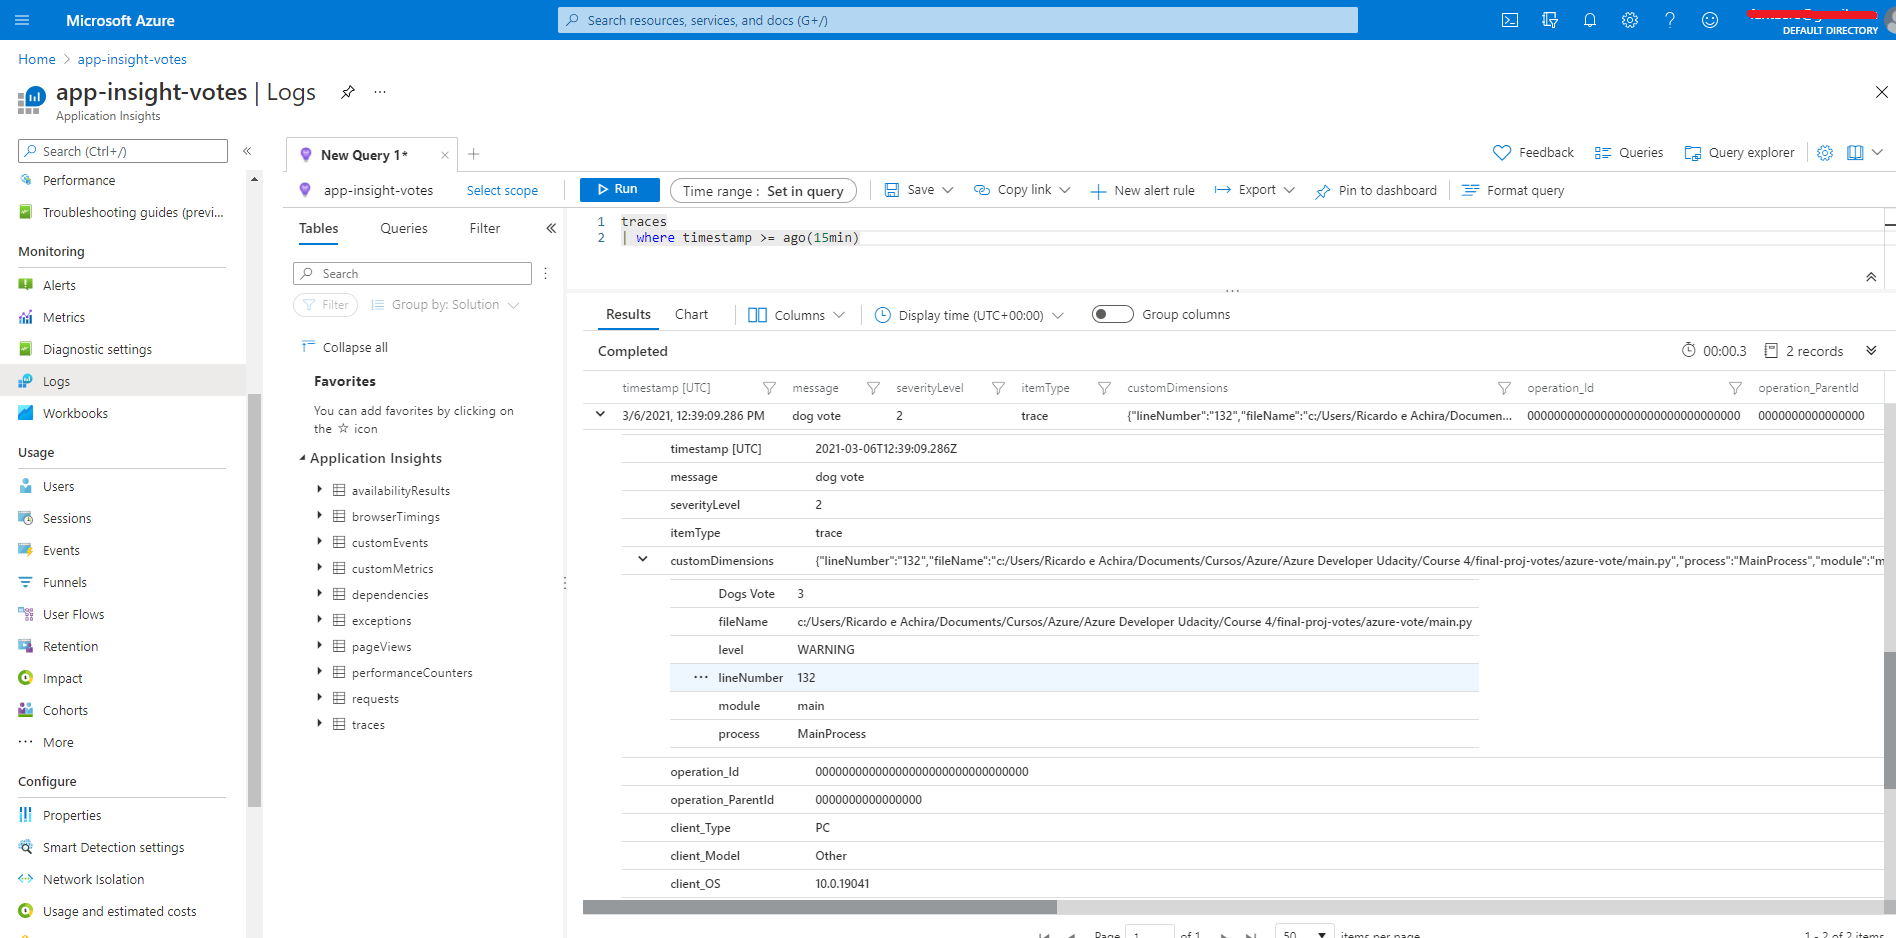 Microsoft Azure
Search resources, services, and docs (G+/)
DEFAULT DIRECTORY
Home > app-insight-votes
app-insight-votes | Logs
Application Insights
Search (Ctrl+/)
Performance
Troubleshooting guides (previ...
Monitoring
Alerts
Metrics
Diagnostic settings
Logs
Workbooks
Usage
Users
Sessions
Events
Funnels
User Flows
Retention
Impact
Cohorts
More
Configure
Properties
Smart Detection settings
Network Isolation
Usage and estimated costs
New Query 1*
Feedback
Queries
Query explorer
app-insight-votes
Select scope
Run
Time range : Set in query
Save
Copy link
New alert rule
Export
Pin to dashboard
Format query
Tables
Queries
Filter
Search
Filter
Group by: Solution
Collapse all
Favorites
You can add favorites by clicking on
the ☆ icon
Application Insights
availabilityResults
browserTimings
customEvents
customMetrics
dependencies
exceptions
pageViews
performanceCounters
requests
traces
1 traces
2 | where timestamp >= ago(15min)
Results
Chart
Columns
Display time (UTC+00:00)
Group columns
Completed
00:00.3
2 records
timestamp [UTC] message severityLevel itemType customDimensions operation_Id operation_ParentId
3/6/2021, 12:39:09.286 PM dog vote 2 trace {"lineNumber":"132","fileName":"c:/Users/Ricardo e Achira/Documen... 00000000000000000000000000000000 0000000000000000
timestamp [UTC] 2021-03-06T12:39:09.286Z
message dog vote
severityLevel 2
itemType trace
customDimensions {"lineNumber":"132","fileName":"c:/Users/Ricardo e Achira/Documents/Cursos/Azure/Azure Developer Udacity/Course 4/final-proj-votes/azure-vote/main.py","process":"MainProcess","module":"m
Dogs Vote 3
fileName c:/Users/Ricardo e Achira/Documents/Cursos/Azure/Azure Developer Udacity/Course 4/final-proj-votes/azure-vote/main.py
level WARNING
lineNumber 132
module main
process MainProcess
operation_Id 00000000000000000000000000000000
operation_ParentId 0000000000000000
client_Type PC
client_Model Other
client_OS 10.0.19041
Page 1 of 1 50 items per page
1 - 2 of 2 items